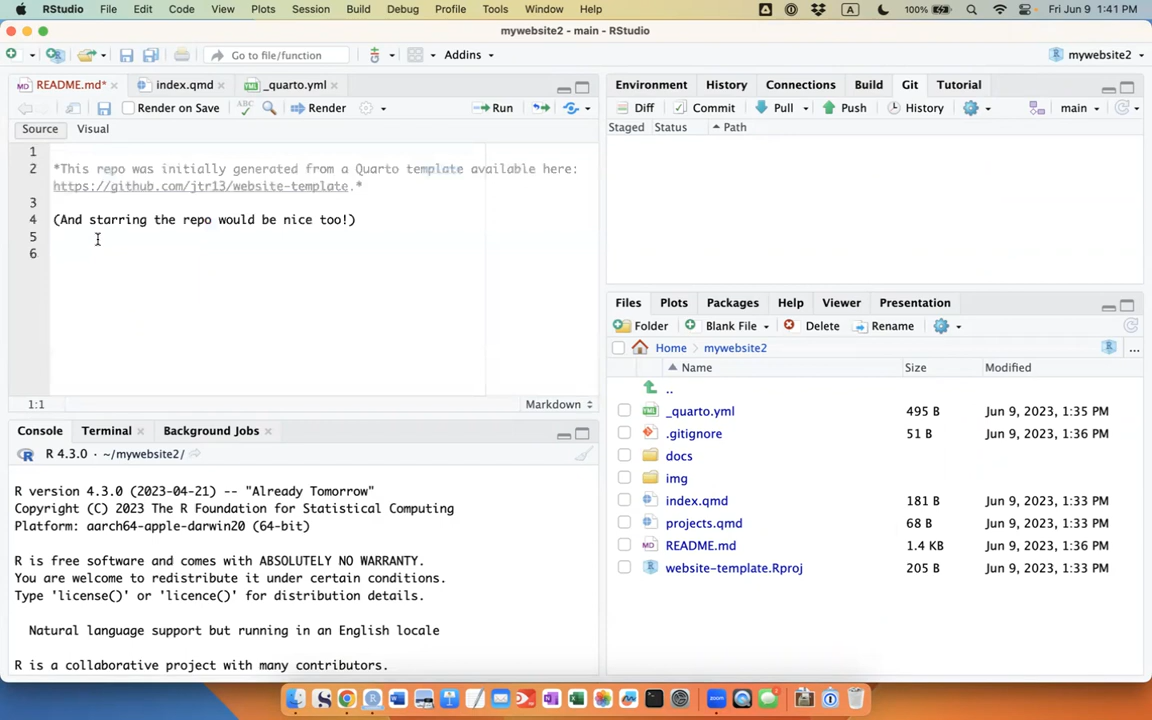 RStudio File Edit Code View Plots Session Build Debug Profile Tools Window Help
A 100% Fri Jun 9 1:41 PM
mywebsite2 - main - RStudio
Go to file/function Addins mywebsite2
README.md* index.qmd _quarto.yml
Render on Save ABC Render Run
Source Visual
1
2 *This repo was initially generated from a Quarto template available here:
https://github.com/jtr13/website-template.*
3
4 (And starring the repo would be nice too!)
5
6
1:1 Markdown
Console Terminal Background Jobs
R 4.3.0 · ~/mywebsite2/
R version 4.3.0 (2023-04-21) -- "Already Tomorrow"
Copyright (C) 2023 The R Foundation for Statistical Computing
Platform: aarch64-apple-darwin20 (64-bit)
R is free software and comes with ABSOLUTELY NO WARRANTY.
You are welcome to redistribute it under certain conditions.
Type 'license()' or 'licence()' for distribution details.
Natural language support but running in an English locale
R is a collaborative project with many contributors.
Environment History Connections Build Git Tutorial
Diff Commit Pull Push History main
Staged Status Path
Files Plots Packages Help Viewer Presentation
Folder Blank File Delete Rename
Home mywebsite2 ...
Name Size Modified
..
_quarto.yml 495 B Jun 9, 2023, 1:35 PM
.gitignore 51 B Jun 9, 2023, 1:36 PM
docs
img
index.qmd 181 B Jun 9, 2023, 1:33 PM
projects.qmd 68 B Jun 9, 2023, 1:33 PM
README.md 1.4 KB Jun 9, 2023, 1:36 PM
website-template.Rproj 205 B Jun 9, 2023, 1:33 PM